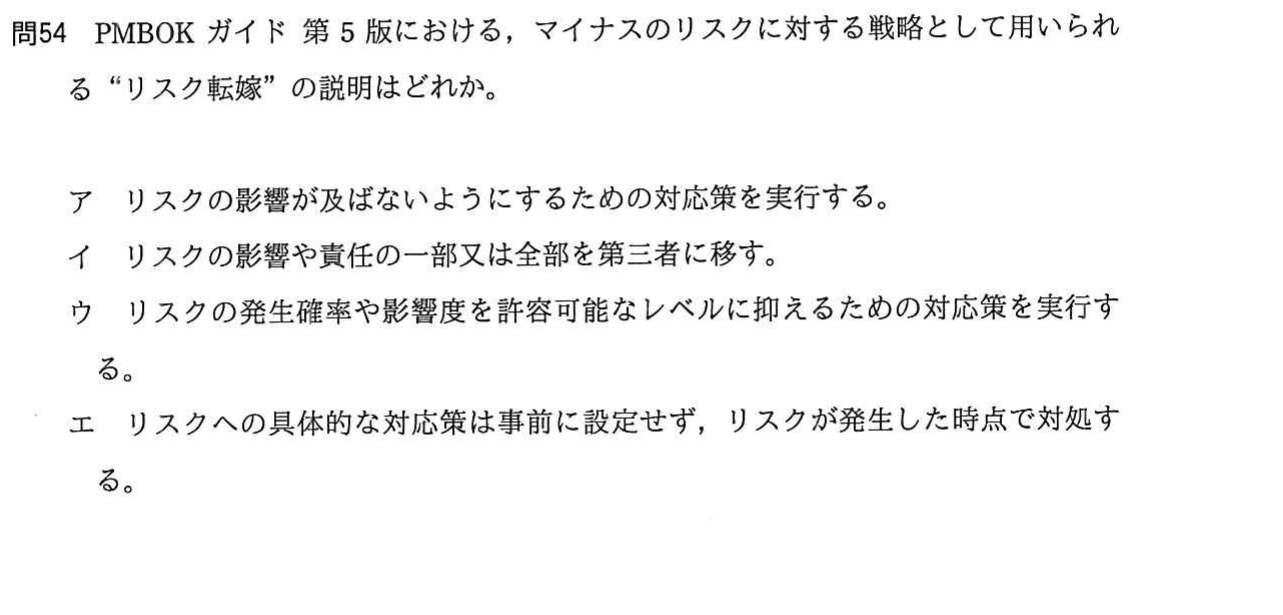 問54 PMBOK ガイド 第 5 版における，マイナスのリスクに対する戦略として用いられ
る “リスク転嫁” の説明はどれか。
ア リスクの影響が及ばないようにするための対応策を実行する。
イ リスクの影響や責任の一部又は全部を第三者に移す。
ウ リスクの発生確率や影響度を許容可能なレベルに抑えるための対応策を実行す
る。
エ リスクへの具体的な対応策は事前に設定せず，リスクが発生した時点で対処す
る。